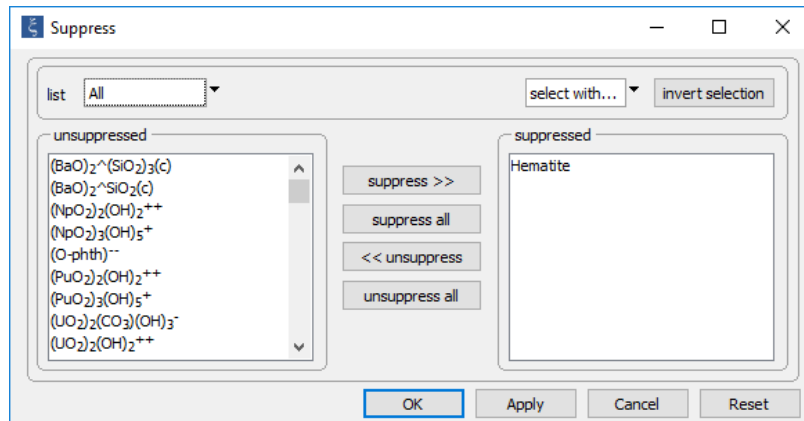 ξ Suppress
list All select with... invert selection
unsuppressed
(BaO)₂^(SiO₂)₃(c)
(BaO)₂^SiO₂(c)
(NpO₂)₂(OH)₂⁺⁺
(NpO₂)₃(OH)₅⁺
(O-phth)⁻⁻
(PuO₂)₂(OH)₂⁺⁺
(PuO₂)₃(OH)₅⁺
(UO₂)₂(CO₃)(OH)₃⁻
(UO₂)₂(OH)₂⁺⁺
suppress >>
suppress all
<< unsuppress
unsuppress all
suppressed
Hematite
OK Apply Cancel Reset